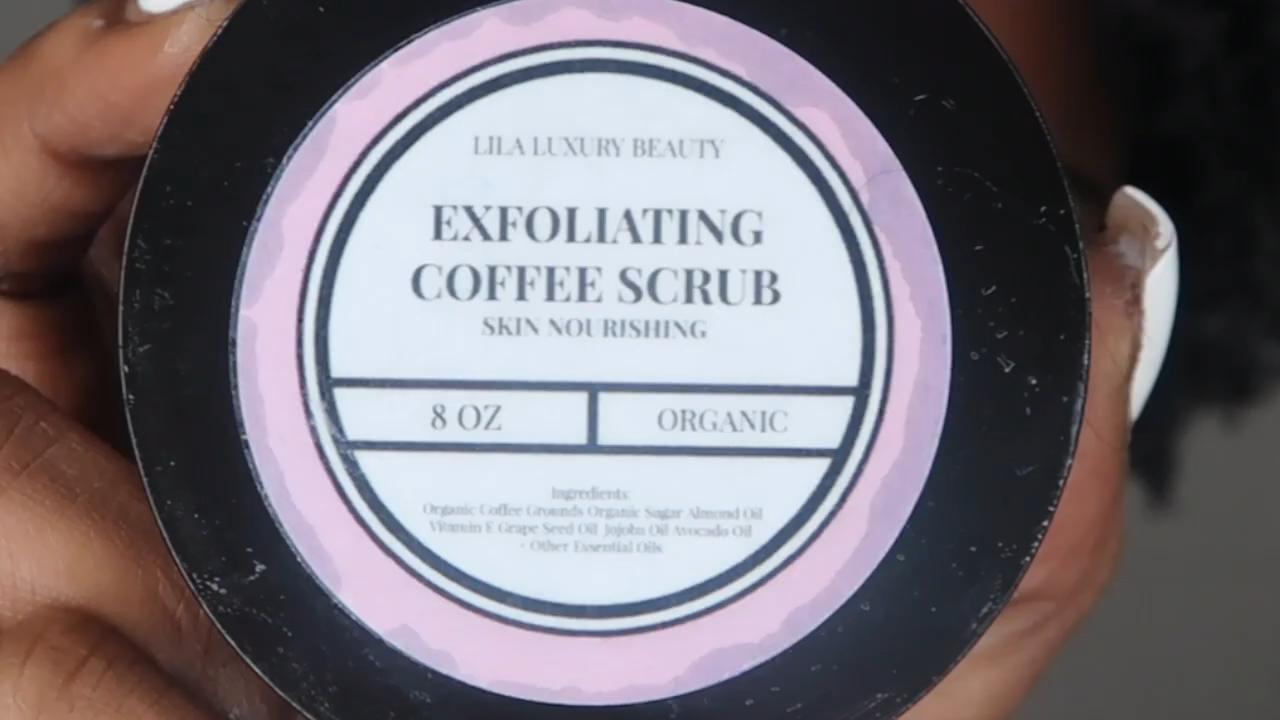 LILA LUXURY BEAUTY
EXFOLIATING
COFFEE SCRUB
SKIN NOURISHING
8 OZ
ORGANIC
Ingredients:
Organic Coffee Grounds Organic Sugar Almond Oil
Vitamin E Grape Seed Oil Jojoba Oil Avocado Oil
+ Other Essential Oils